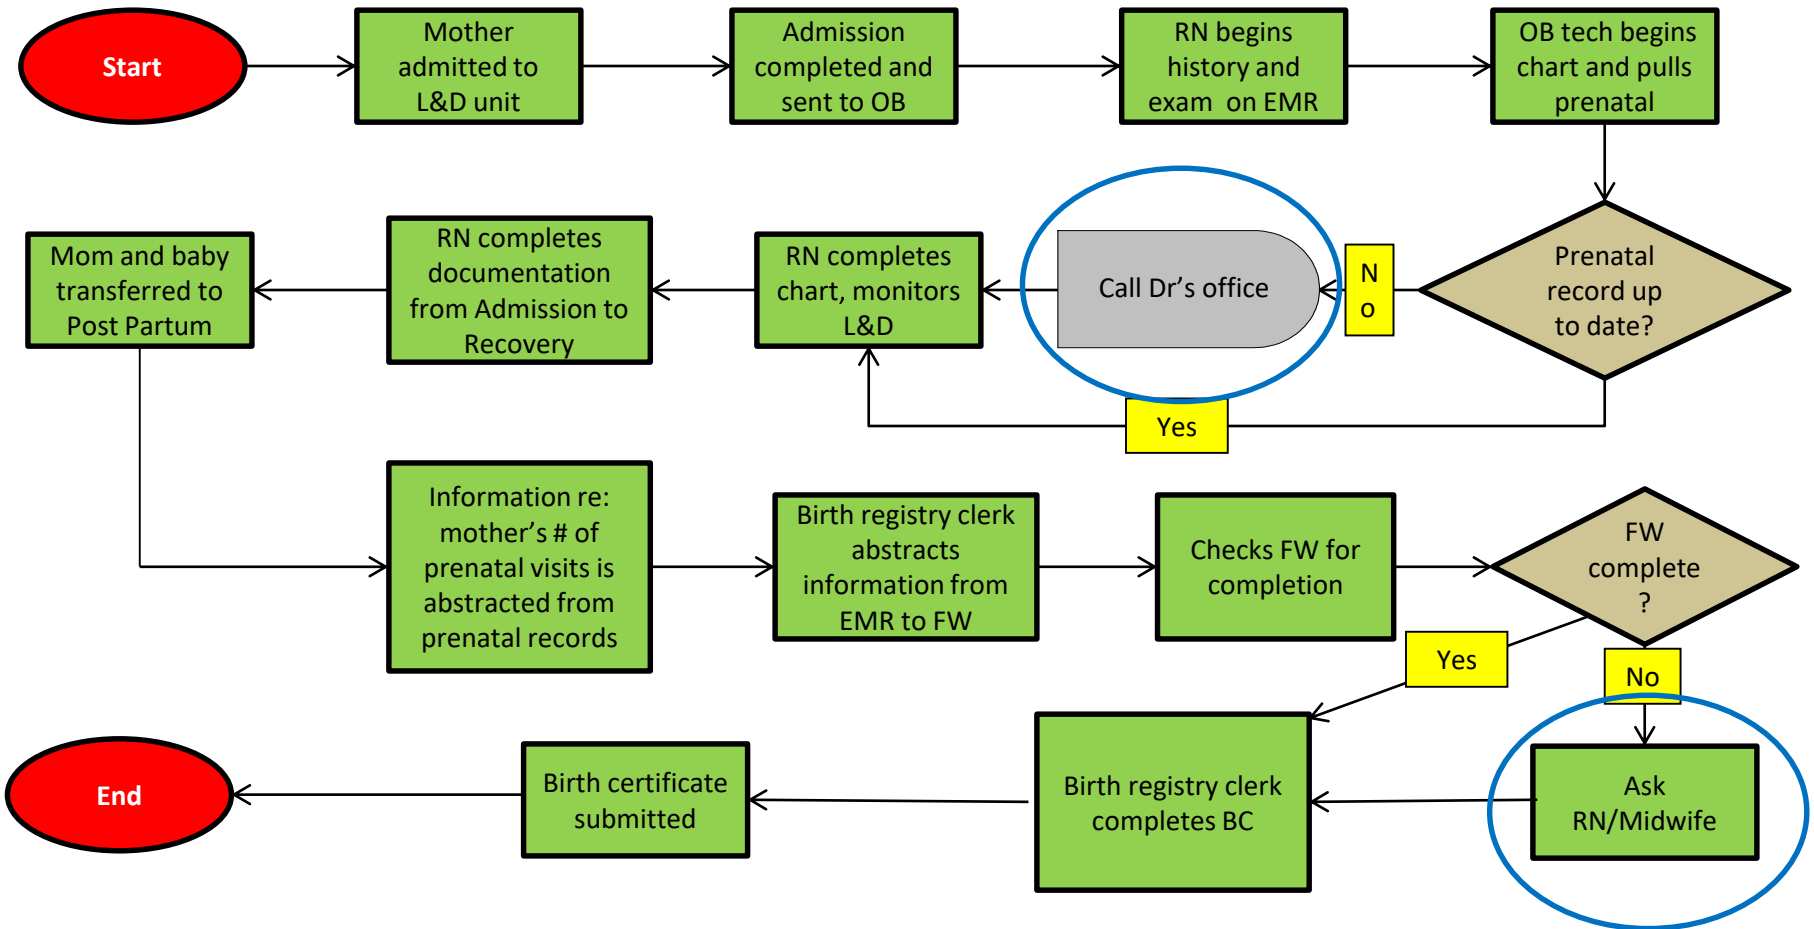 Start
Mother
admitted to
L&D unit
Admission
completed and
sent to OB
RN begins
history and
exam on EMR
OB tech begins
chart and pulls
prenatal
Prenatal
record up
to date?
N
o
Call Dr’s office
RN completes
chart, monitors
L&D
RN completes
documentation
from Admission to
Recovery
Mom and baby
transferred to
Post Partum
Yes
Information re:
mother’s # of
prenatal visits is
abstracted from
prenatal records
Birth registry clerk
abstracts
information from
EMR to FW
Checks FW for
completion
FW
complete
?
Yes
No
Ask
RN/Midwife
Birth registry clerk
completes BC
Birth certificate
submitted
End